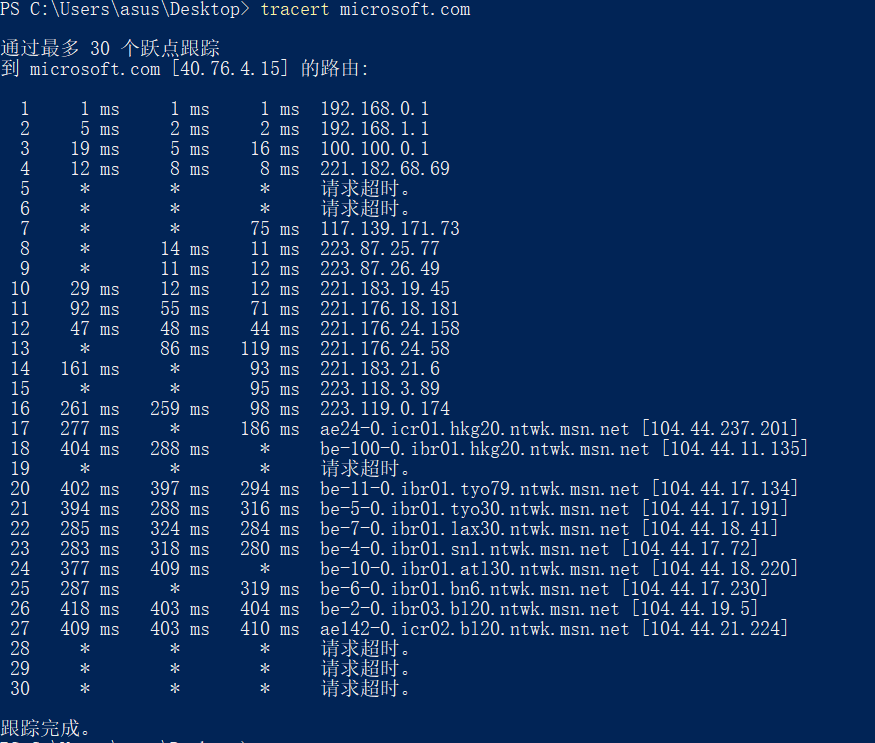 PS C:\Users\asus\Desktop> tracert microsoft.com
通过最多 30 个跃点跟踪
到 microsoft.com [40.76.4.15] 的路由:
1 1 ms 1 ms 1 ms 192.168.0.1
2 5 ms 2 ms 2 ms 192.168.1.1
3 19 ms 5 ms 16 ms 100.100.0.1
4 12 ms 8 ms 8 ms 221.182.68.69
5 * * * 请求超时。
6 * * * 请求超时。
7 * * 75 ms 117.139.171.73
8 * 14 ms 11 ms 223.87.25.77
9 * 11 ms 12 ms 223.87.26.49
10 29 ms 12 ms 12 ms 221.183.19.45
11 92 ms 55 ms 71 ms 221.176.18.181
12 47 ms 48 ms 44 ms 221.176.24.158
13 * 86 ms 119 ms 221.176.24.58
14 161 ms * 93 ms 221.183.21.6
15 * * 95 ms 223.118.3.89
16 261 ms 259 ms 98 ms 223.119.0.174
17 277 ms * 186 ms ae24-0.icr01.hkg20.ntwk.msn.net [104.44.237.201]
18 404 ms 288 ms * be-100-0.ibr01.hkg20.ntwk.msn.net [104.44.11.135]
19 * * * 请求超时。
20 402 ms 397 ms 294 ms be-11-0.ibr01.tyo79.ntwk.msn.net [104.44.17.134]
21 394 ms 288 ms 316 ms be-5-0.ibr01.tyo30.ntwk.msn.net [104.44.17.191]
22 285 ms 324 ms 284 ms be-7-0.ibr01.lax30.ntwk.msn.net [104.44.18.41]
23 283 ms 318 ms 280 ms be-4-0.ibr01.sn1.ntwk.msn.net [104.44.17.72]
24 377 ms 409 ms * be-10-0.ibr01.atl30.ntwk.msn.net [104.44.18.220]
25 287 ms * 319 ms be-6-0.ibr01.bn6.ntwk.msn.net [104.44.17.230]
26 418 ms 403 ms 404 ms be-2-0.ibr03.bl20.ntwk.msn.net [104.44.19.5]
27 409 ms 403 ms 410 ms ae142-0.icr02.bl20.ntwk.msn.net [104.44.21.224]
28 * * * 请求超时。
29 * * * 请求超时。
30 * * * 请求超时。
跟踪完成。